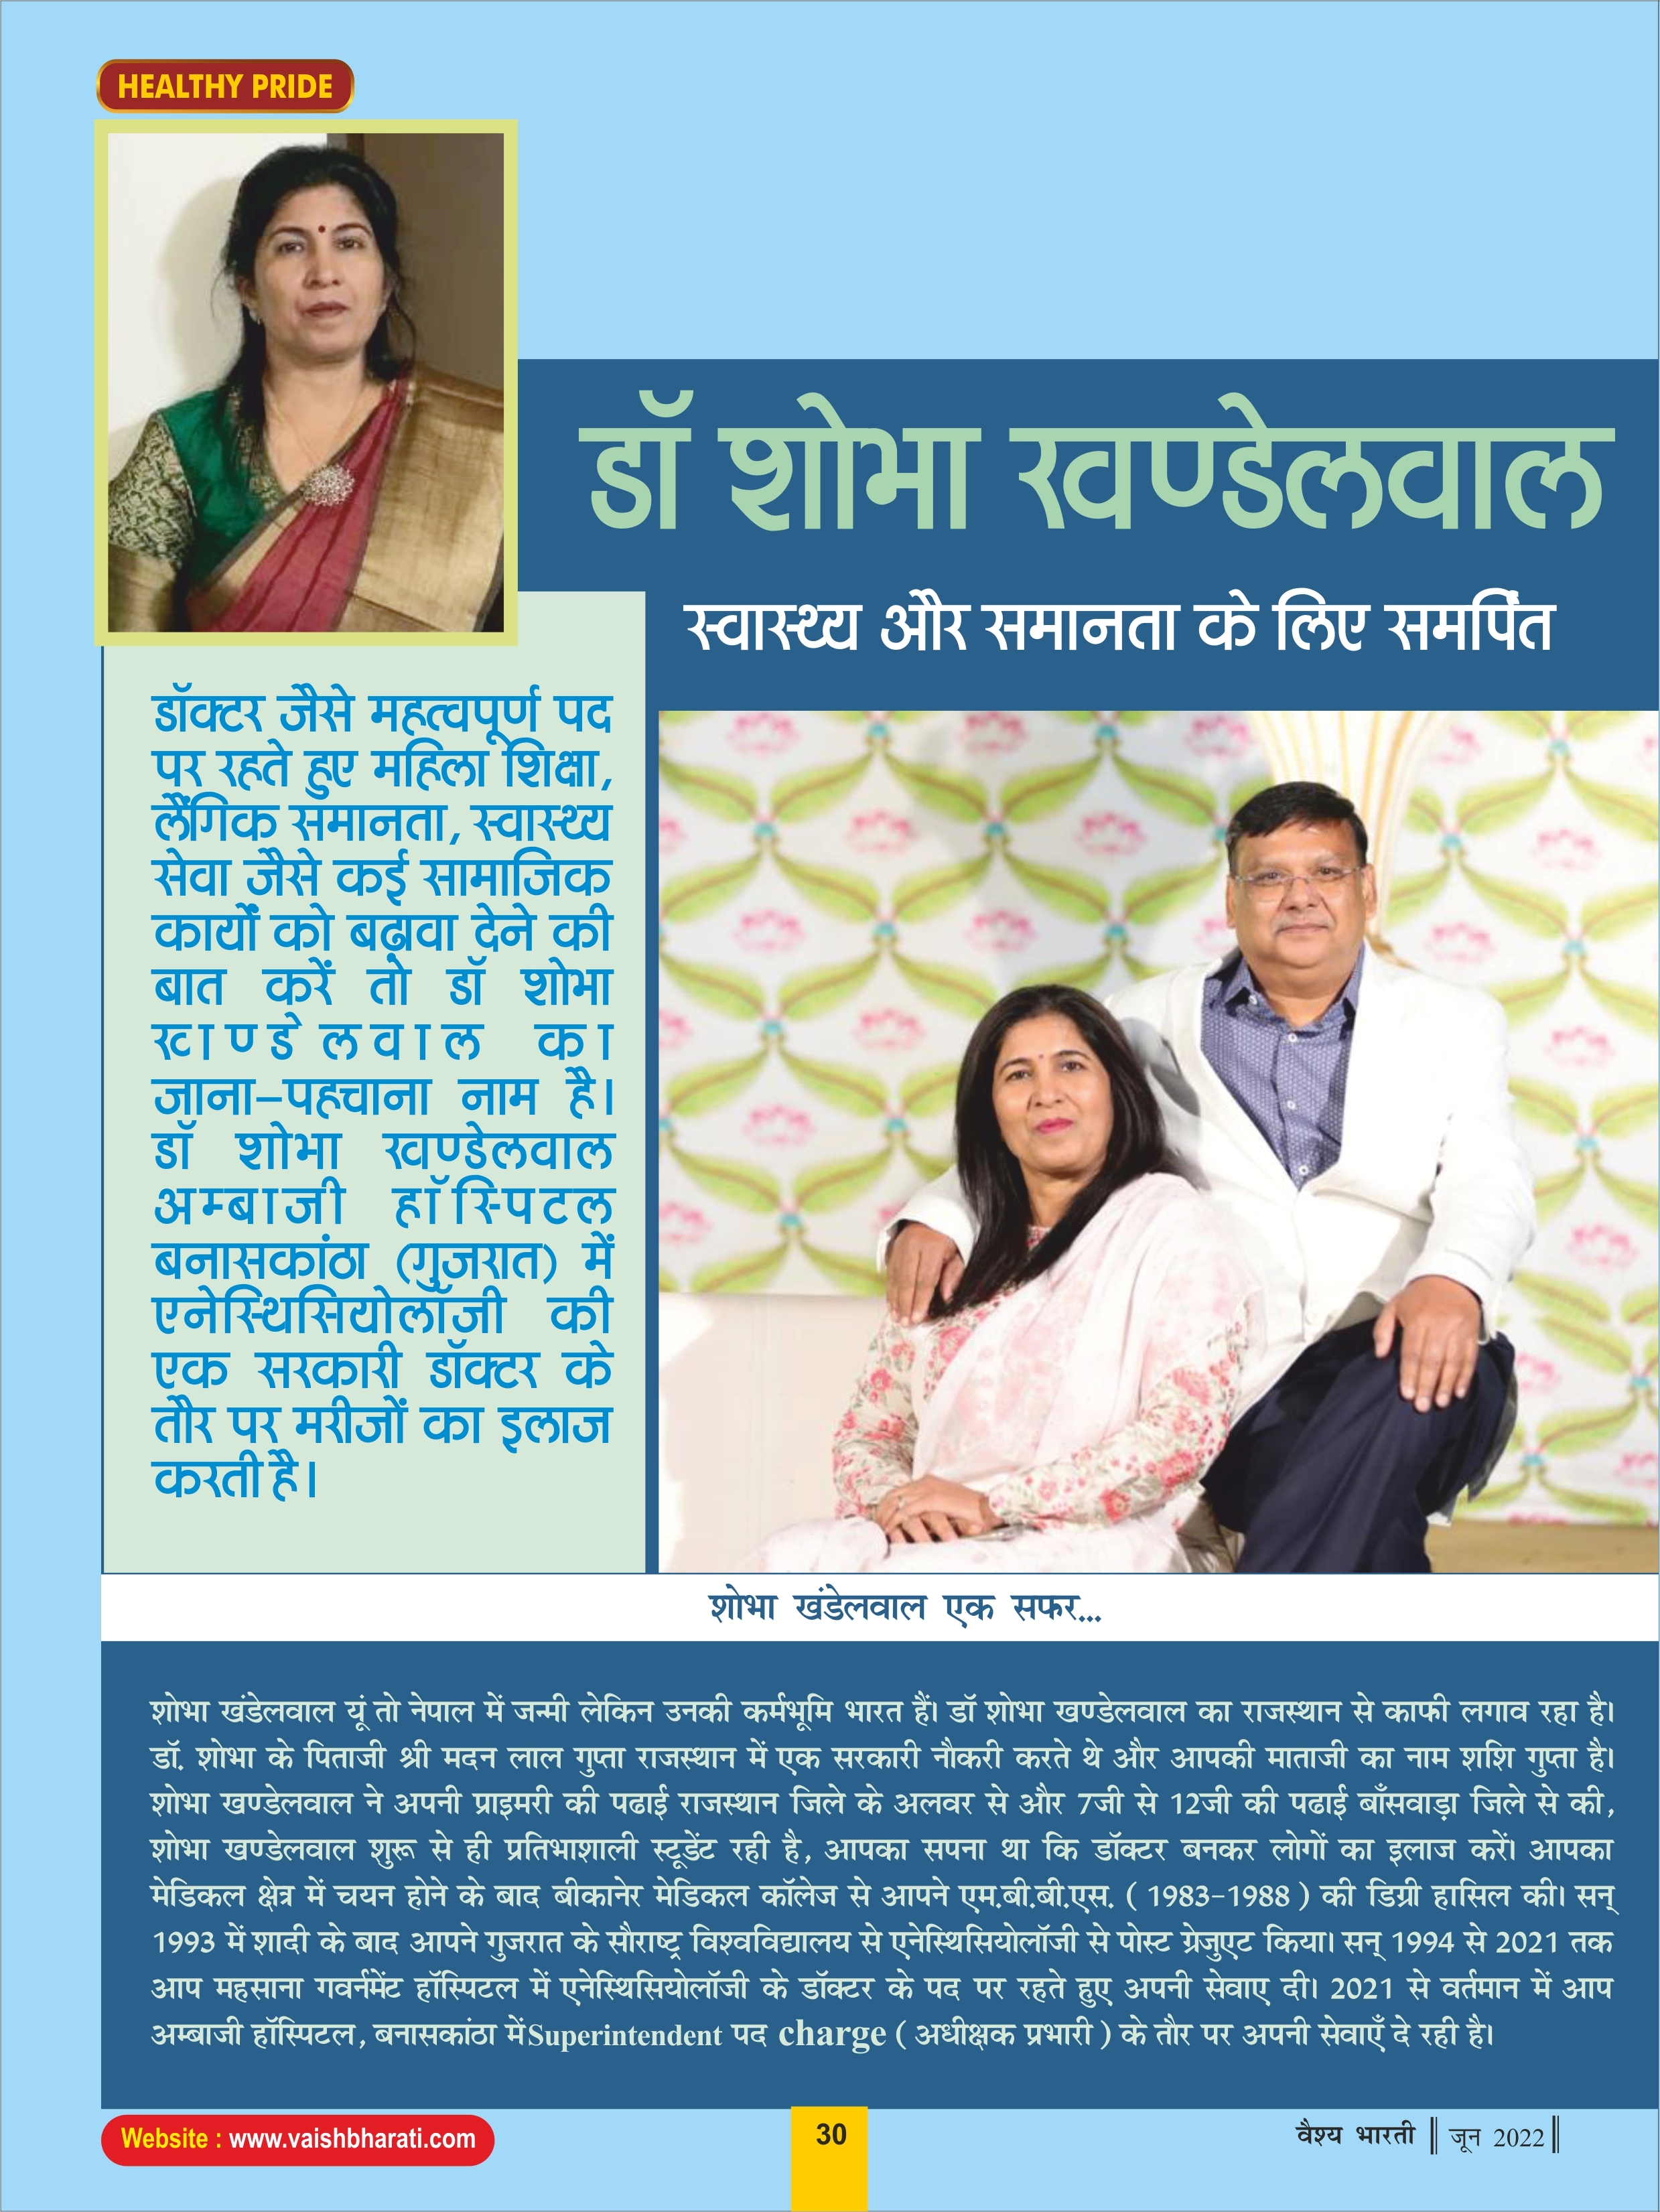 HEALTHY PRIDE
डॉ शोभा खण्डेलवाल
स्वास्थ्य और समानता के लिए समर्पित
डॉक्टर जैसे महत्वपूर्ण पद
पर रहते हुए महिला शिक्षा,
लैंगिक समानता, स्वास्थ्य
सेवा जैसे कई सामाजिक
कार्यों को बढ़ावा देने की
बात करें तो डॉ शोभा
खाण्डेलवाल का
जाना–पहचाना नाम है।
डॉ शोभा खण्डेलवाल
अम्बाजी हॉस्पिटल
बनासकांठा (गुजरात) में
एनेस्थिसियोलॉजी की
एक सरकारी डॉक्टर के
तौर पर मरीजों का इलाज
करती है।
शोभा खंडेलवाल एक सफर...
शोभा खंडेलवाल यूं तो नेपाल में जन्मी लेकिन उनकी कर्मभूमि भारत हैं। डॉ शोभा खण्डेलवाल का राजस्थान से काफी लगाव रहा है।
डॉ. शोभा के पिताजी श्री मदन लाल गुप्ता राजस्थान में एक सरकारी नौकरी करते थे और आपकी माताजी का नाम शशि गुप्ता है।
शोभा खण्डेलवाल ने अपनी प्राइमरी की पढाई राजस्थान जिले के अलवर से और 7जी से 12जी की पढाई बाँसवाड़ा जिले से की,
शोभा खण्डेलवाल शुरू से ही प्रतिभाशाली स्टूडेंट रही है, आपका सपना था कि डॉक्टर बनकर लोगों का इलाज करें। आपका
मेडिकल क्षेत्र में चयन होने के बाद बीकानेर मेडिकल कॉलेज से आपने एम.बी.बी.एस. ( 1983-1988 ) की डिग्री हासिल की। सन्
1993 में शादी के बाद आपने गुजरात के सौराष्ट्र विश्वविद्यालय से एनेस्थिसियोलॉजी से पोस्ट ग्रेजुएट किया। सन् 1994 से 2021 तक
आप महसाना गवर्नमेंट हॉस्पिटल में एनेस्थिसियोलॉजी के डॉक्टर के पद पर रहते हुए अपनी सेवाए दी। 2021 से वर्तमान में आप
अम्बाजी हॉस्पिटल, बनासकांठा में Superintendent पद charge ( अधीक्षक प्रभारी ) के तौर पर अपनी सेवाएँ दे रही है।
Website : www.vaishbharati.com
30
वैश्य भारती || जून 2022 ||